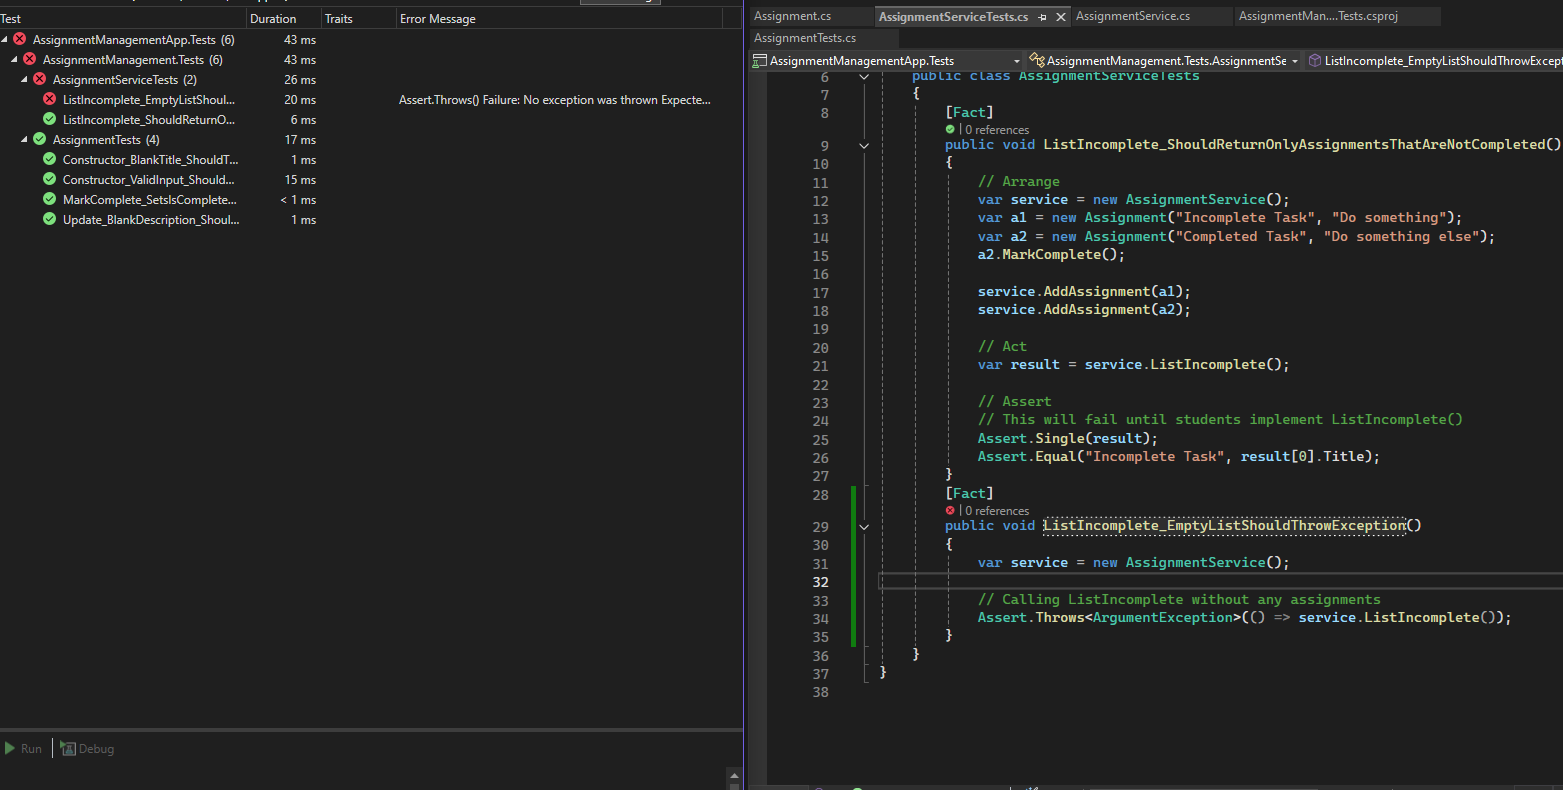 Test Duration Traits Error Message
AssignmentManagementApp.Tests (6) 43 ms
AssignmentManagement.Tests (6) 43 ms
AssignmentServiceTests (2) 26 ms
ListIncomplete_EmptyListShoul... 20 ms Assert.Throws() Failure: No exception was thrown Expecte...
ListIncomplete_ShouldReturnO... 6 ms
AssignmentTests (4) 17 ms
Constructor_BlankTitle_ShouldT... 1 ms
Constructor_ValidInput_Should... 15 ms
MarkComplete_SetsIsComplete... < 1 ms
Update_BlankDescription_Shoul... 1 ms
Run Debug
Assignment.cs AssignmentServiceTests.cs AssignmentService.cs AssignmentMan....Tests.csproj
AssignmentTests.cs
AssignmentManagementApp.Tests AssignmentManagement.Tests.AssignmentSe ListIncomplete_EmptyListShouldThrowExcept
6 public class AssignmentServiceTests
7 {
8 [Fact]
0 references
9 public void ListIncomplete_ShouldReturnOnlyAssignmentsThatAreNotCompleted()
10 {
11 // Arrange
12 var service = new AssignmentService();
13 var a1 = new Assignment("Incomplete Task", "Do something");
14 var a2 = new Assignment("Completed Task", "Do something else");
15 a2.MarkComplete();
16
17 service.AddAssignment(a1);
18 service.AddAssignment(a2);
19
20 // Act
21 var result = service.ListIncomplete();
22
23 // Assert
24 // This will fail until students implement ListIncomplete()
25 Assert.Single(result);
26 Assert.Equal("Incomplete Task", result[0].Title);
27 }
28 [Fact]
0 references
29 public void ListIncomplete_EmptyListShouldThrowException()
30 {
31 var service = new AssignmentService();
32
33 // Calling ListIncomplete without any assignments
34 Assert.Throws<ArgumentException>(() => service.ListIncomplete());
35 }
36 }
37 }
38